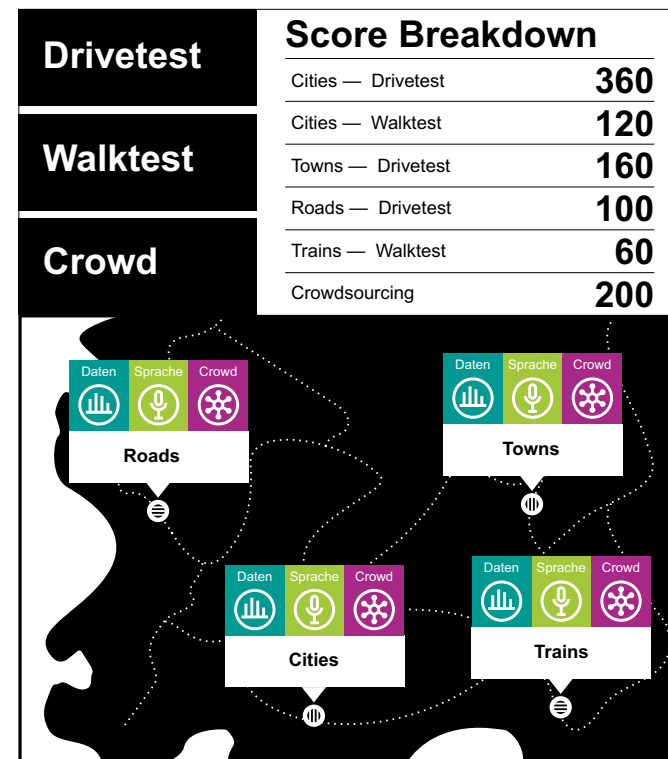 Drivetest
Walktest
Crowd
Score Breakdown
Cities — Drivetest 360
Cities — Walktest 120
Towns — Drivetest 160
Roads — Drivetest 100
Trains — Walktest 60
Crowdsourcing 200
Daten Sprache Crowd
Roads
Daten Sprache Crowd
Towns
Daten Sprache Crowd
Cities
Daten Sprache Crowd
Trains